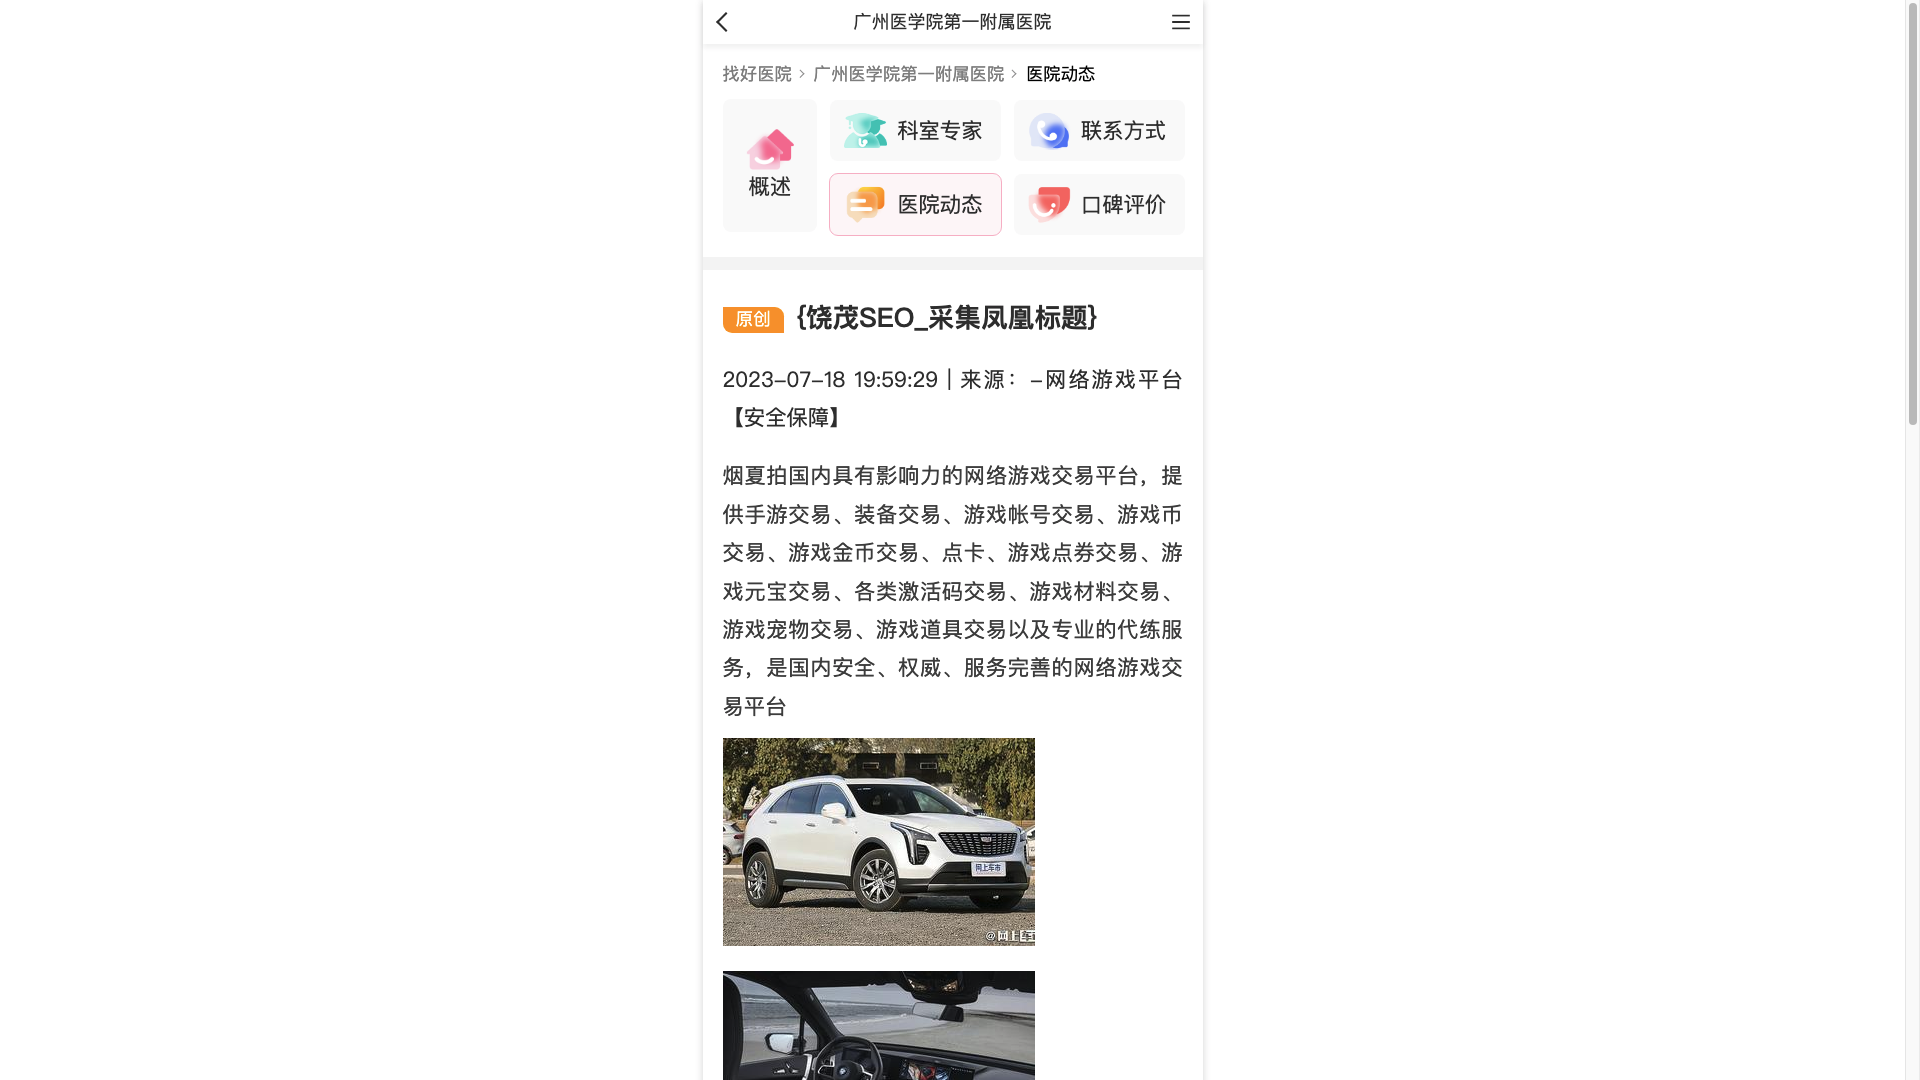 广州医学院第一附属医院
找好医院 > 广州医学院第一附属医院 > 医院动态
概述
科室专家
联系方式
医院动态
口碑评价
原创 {饶茂SEO_采集凤凰标题}
2023-07-18 19:59:29 | 来源：-网络游戏平台
【安全保障】
烟夏拍国内具有影响力的网络游戏交易平台，提
供手游交易、装备交易、游戏帐号交易、游戏币
交易、游戏金币交易、点卡、游戏点券交易、游
戏元宝交易、各类激活码交易、游戏材料交易、
游戏宠物交易、游戏道具交易以及专业的代练服
务，是国内安全、权威、服务完善的网络游戏交
易平台
网上车市
@网上车